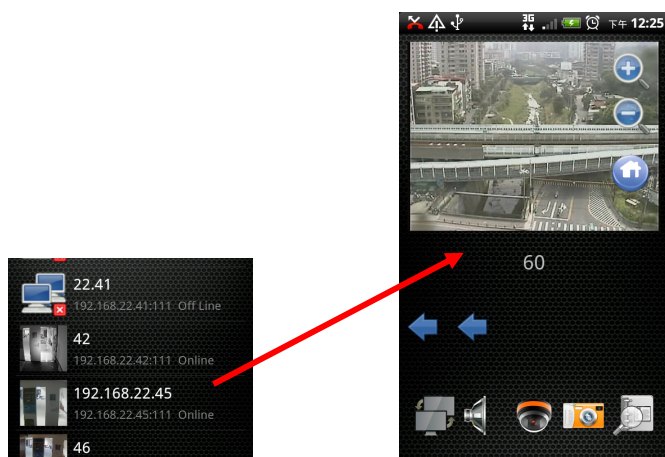 22.41
192.168.22.41:111 Off Line
42
192.168.22.42:111 Online
192.168.22.45
192.168.22.45:111 Online
46
3G 下午 12:25
60